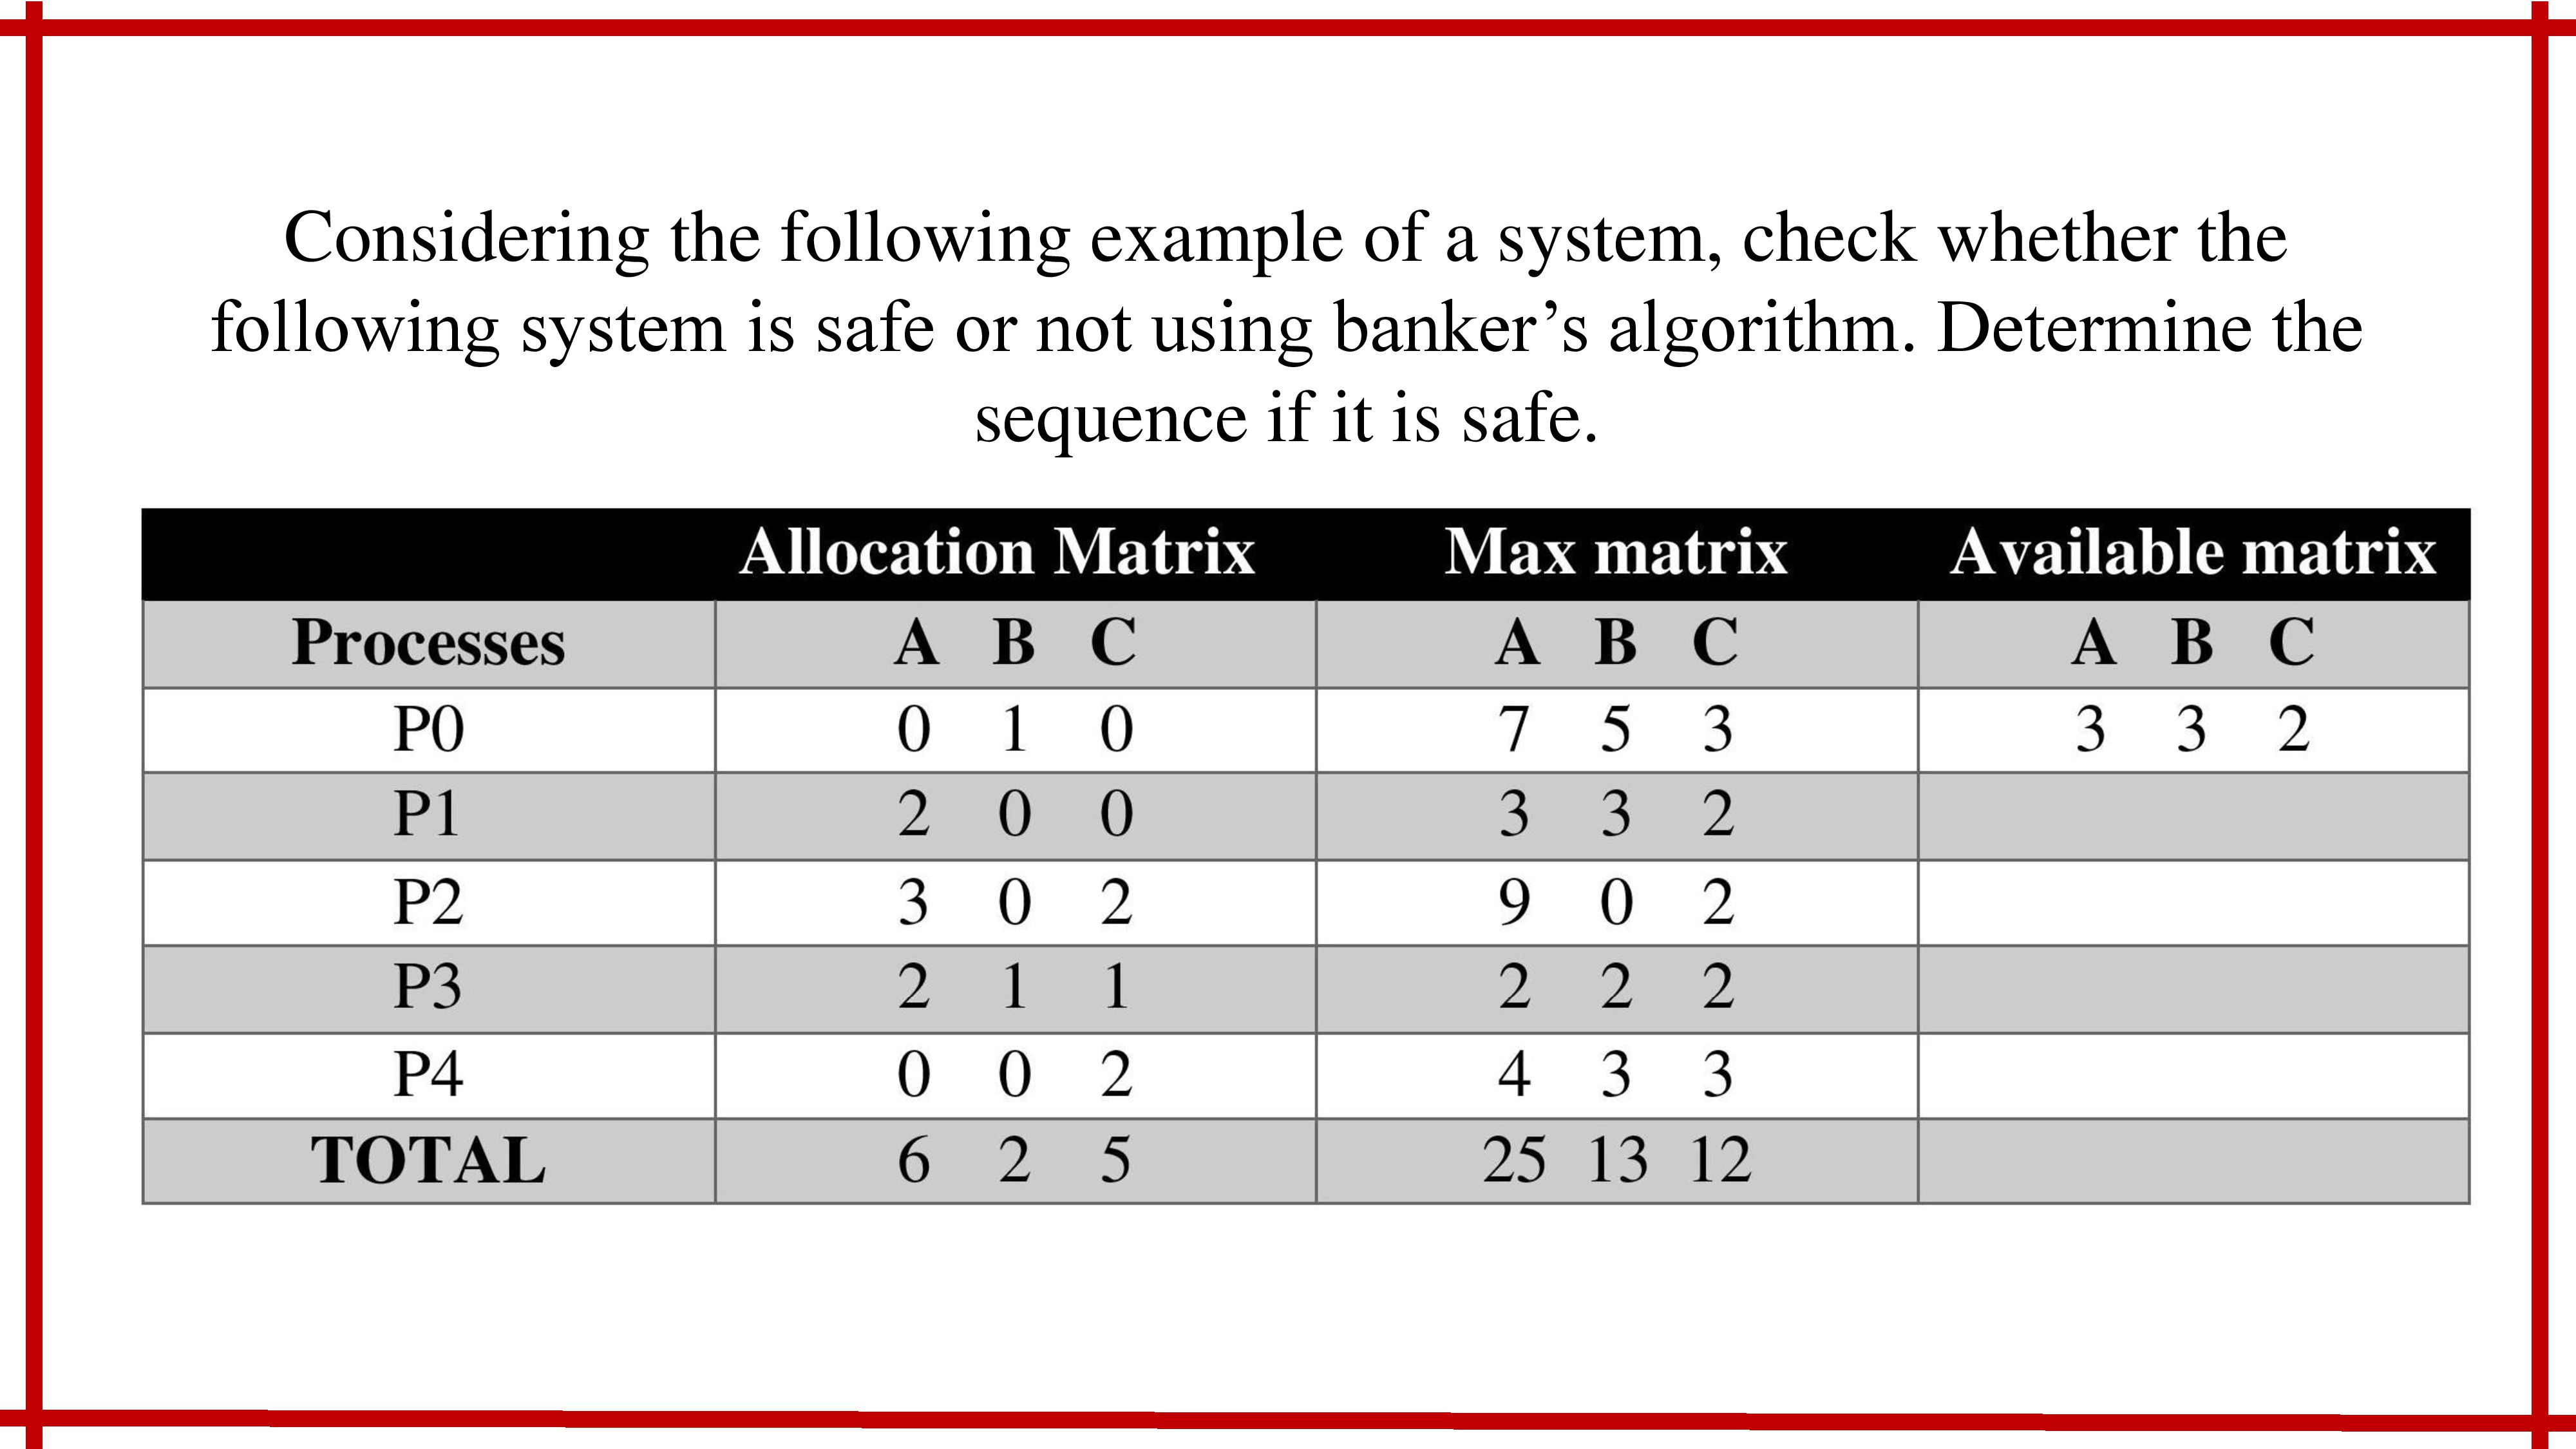 Considering the following example of a system, check whether the
following system is safe or not using banker’s algorithm. Determine the
sequence if it is safe.
Allocation Matrix Max matrix Available matrix
Processes A B C A B C A B C
P0 0 1 0 7 5 3 3 3 2
P1 2 0 0 3 3 2
P2 3 0 2 9 0 2
P3 2 1 1 2 2 2
P4 0 0 2 4 3 3
TOTAL 6 2 5 25 13 12